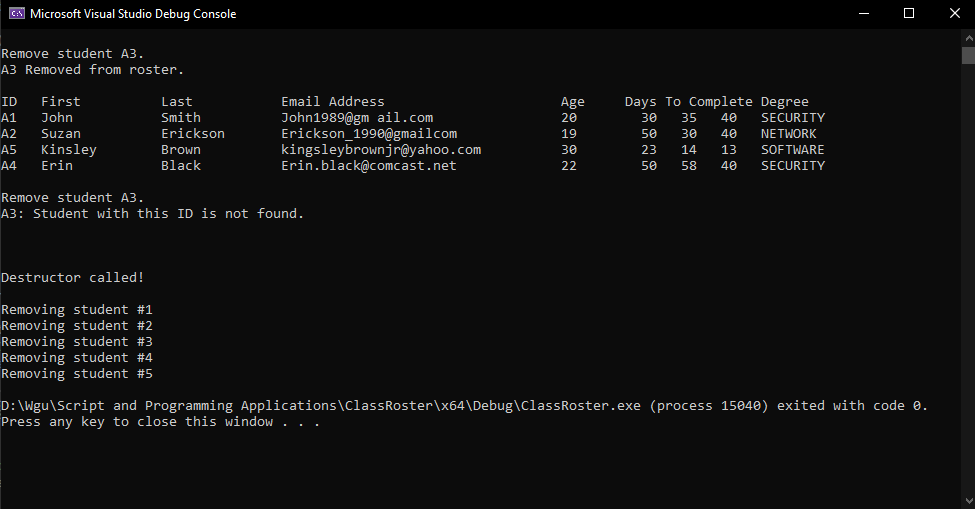 Microsoft Visual Studio Debug Console
Remove student A3.
A3 Removed from roster.
ID First Last Email Address Age Days To Complete Degree
A1 John Smith John1989@gm ail.com 20 30 35 40 SECURITY
A2 Suzan Erickson Erickson_1990@gmailcom 19 50 30 40 NETWORK
A5 Kinsley Brown kingsleybrownjr@yahoo.com 30 23 14 13 SOFTWARE
A4 Erin Black Erin.black@comcast.net 22 50 58 40 SECURITY
Remove student A3.
A3: Student with this ID is not found.
Destructor called!
Removing student #1
Removing student #2
Removing student #3
Removing student #4
Removing student #5
D:\Wgu\Script and Programming Applications\ClassRoster\x64\Debug\ClassRoster.exe (process 15040) exited with code 0.
Press any key to close this window . . .